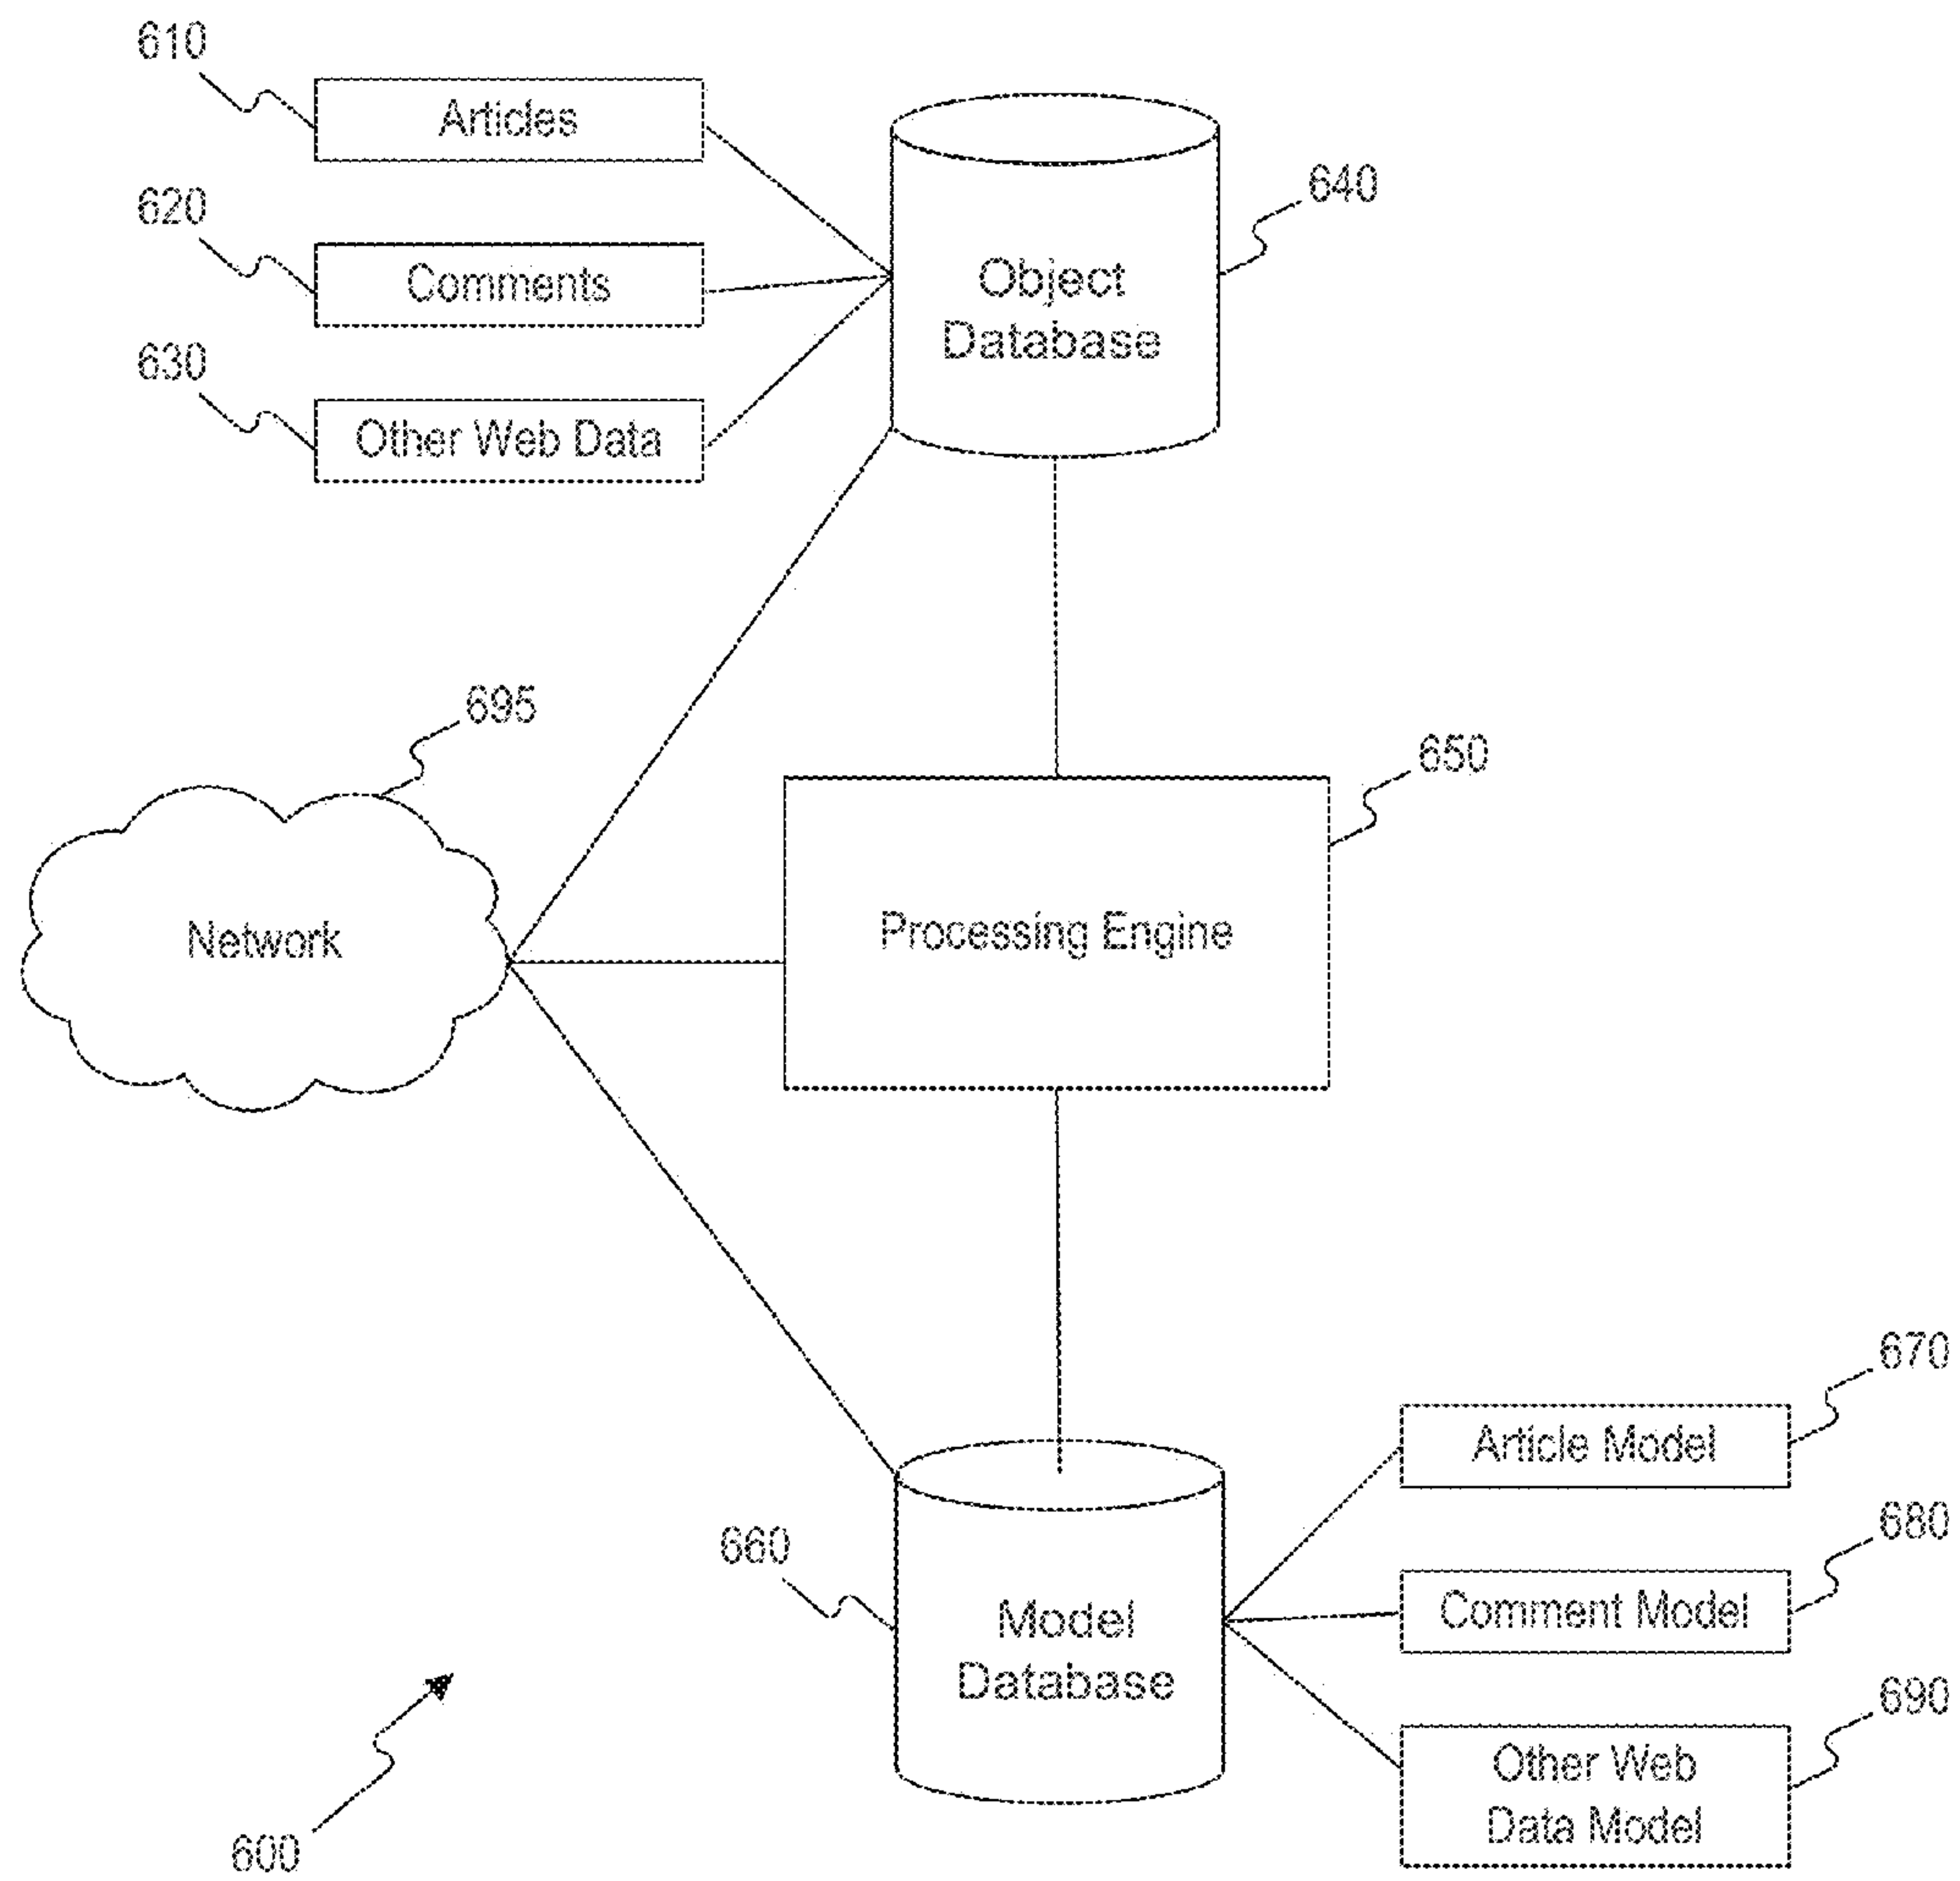 610
Articles
620
Comments
630
Other Web Data
640
Object
Database
695
Network
650
Processing Engine
660
Model
Database
670
Article Model
680
Comment Model
690
Other Web
Data Model
600